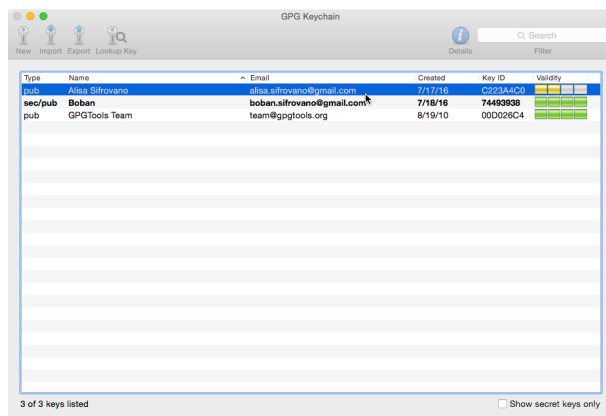 GPG Keychain
New Import Export Lookup Key Details Search Filter
Type Name Email Created Key ID Validity
pub Alisa Sifrovano alisa.sifrovano@gmail.com 7/17/16 C223A4C0
sec/pub Boban boban.sifrovano@gmail.com 7/18/16 74493938
pub GPGTools Team team@gpgtools.org 8/19/10 00D026C4
3 of 3 keys listed Show secret keys only